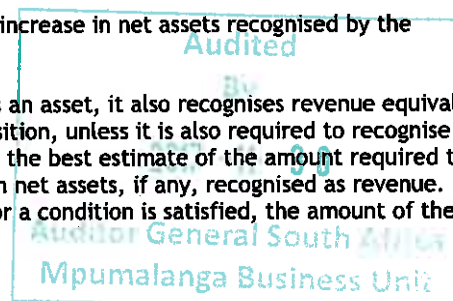 increase in net assets recognised by the
Audited
By
s an asset, it also recognises revenue equival
sition, unless it is also required to recognise
the best estimate of the amount required t
n net assets, if any, recognised as revenue.
or a condition is satisfied, the amount of the
Auditor General South
Mpumalanga Business Unit